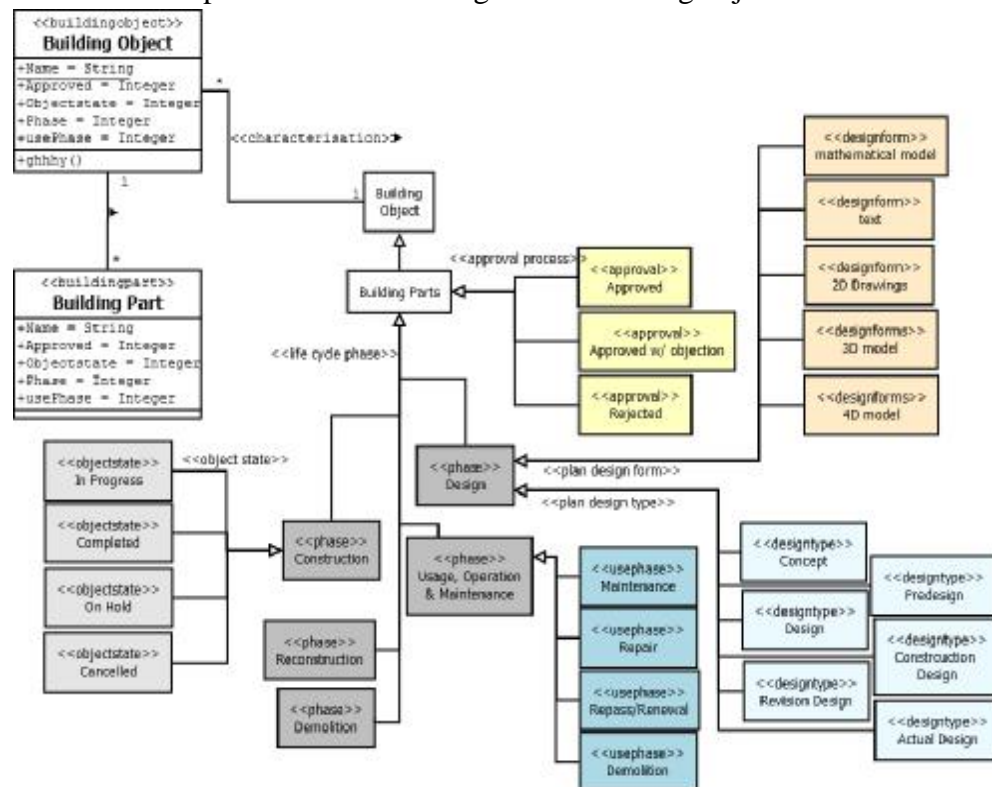 <<buildingobject>>
Building Object
+Name = String
+Approved = Integer
+Objectstate = Integer
+Phase = Integer
+usePhase = Integer
+ghhhy()
*
<<characterisation>>
1
1
*
Building
Object
<<buildingpart>>
Building Part
+Name = String
+Approved = Integer
+Objectstate = Integer
+Phase = Integer
+usePhase = Integer
Building Parts
<<approval process>>
<<approval>>
Approved
<<approval>>
Approved w/ objection
<<approval>>
Rejected
<<designform>>
mathematical model
<<designform>>
text
<<designform>>
2D Drawings
<<designforms>>
3D model
<<designforms>>
4D model
<<life cycle phase>>
<<phase>>
Design
<<plan design form>>
<<plan design type>>
<<objectstate>>
In Progress
<<object state>>
<<objectstate>>
Completed
<<objectstate>>
On Hold
<<objectstate>>
Cancelled
<<phase>>
Construction
<<phase>>
Usage, Operation
& Maintenance
<<phase>>
Reconstruction
<<phase>>
Demolition
<<usephase>>
Maintenance
<<usephase>>
Repair
<<usephase>>
Repass/Renewal
<<usephase>>
Demolition
<<designtype>>
Concept
<<designtype>>
Predesign
<<designtype>>
Design
<<designtype>>
Constrcuction
Design
<<designtype>>
Revision Design
<<designtype>>
Actual Design